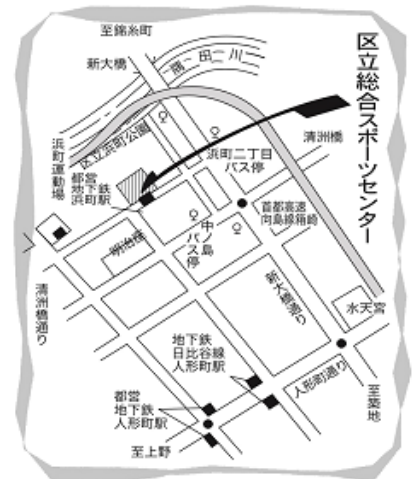 至錦糸町
新大橋
隅田川
区立総合スポーツセンター
清洲橋
区立浜町公園
浜町運動場
都営
地下鉄
浜町駅
浜町二丁目
バス停
首都高速
向島線箱崎
中ノ島
バス停
明治座
清洲橋通り
新大橋通り
水天宮
地下鉄
日比谷線
人形町駅
人形町通り
至築地
都営
地下鉄
人形町駅
至上野